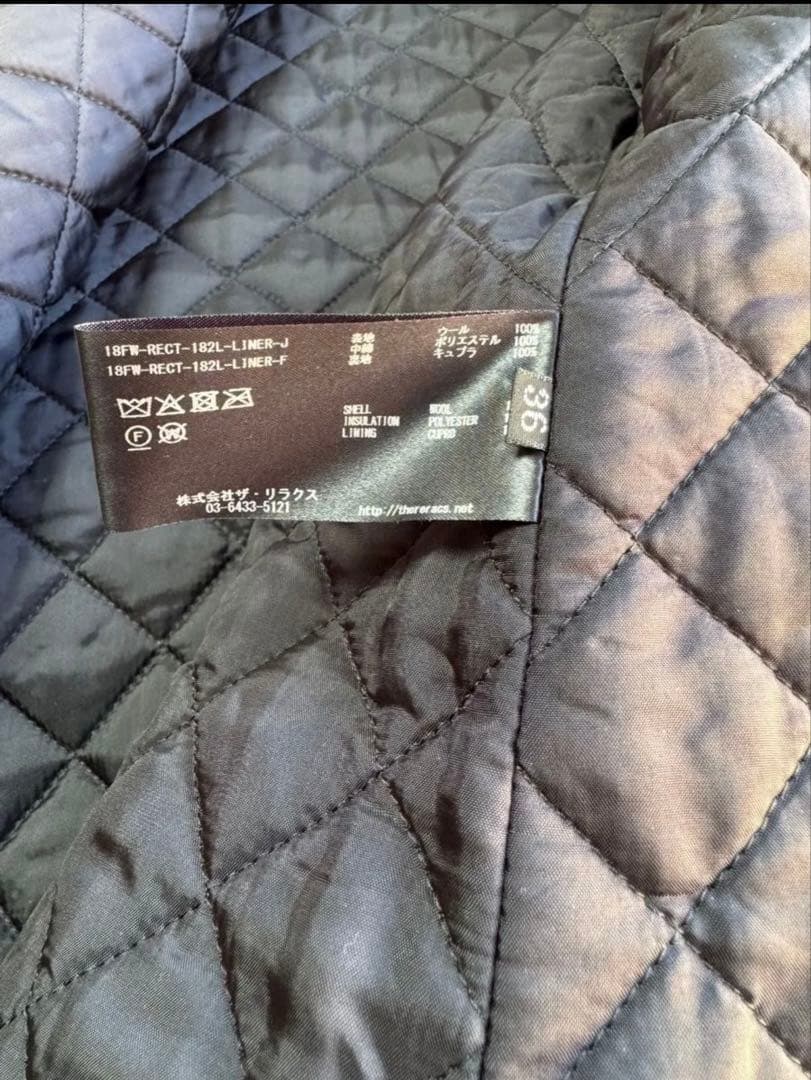 18FW-RECT-182L-LINER-J
18FW-RECT-182L-LINER-F
表地 ウール 100%
中綿 ポリエステル 100%
裏地 キュプラ 100%
SHELL WOOL
INSULATION POLYESTER
LINING CUPRO
36
F
W
株式会社ザ・リラクス
03-6433-5121
http://thereracs.net